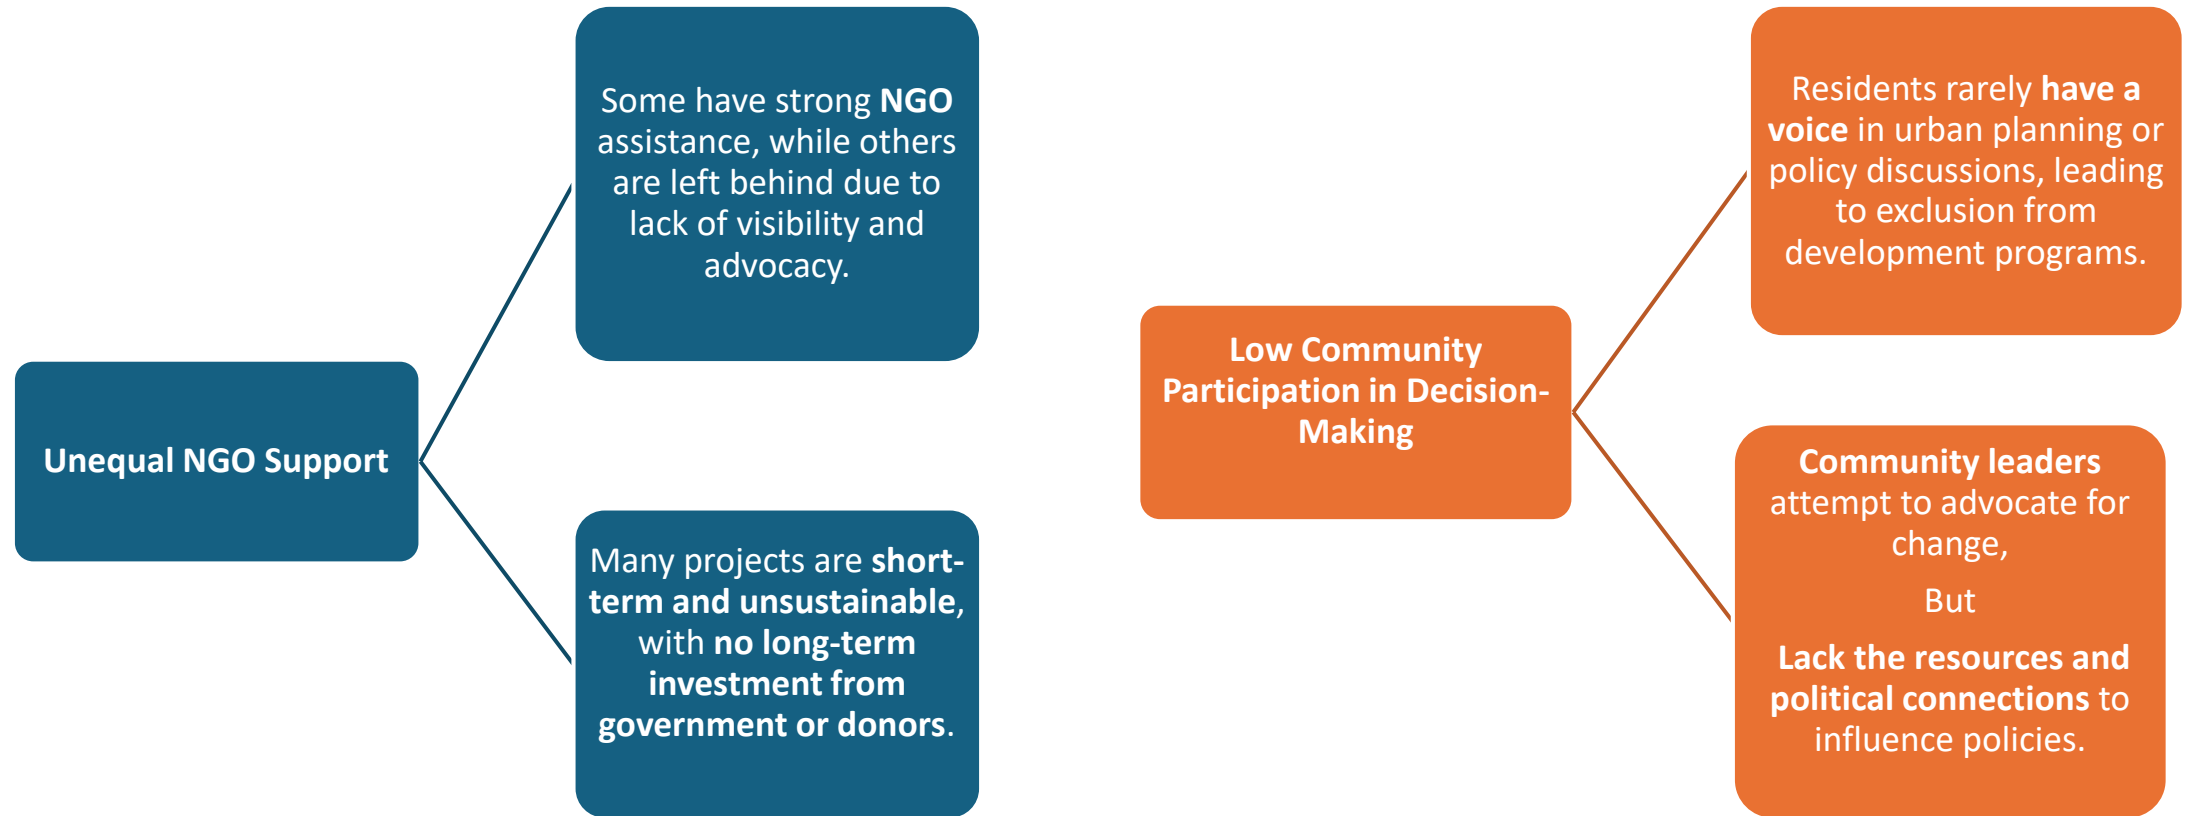 Unequal NGO Support
Some have strong NGO
assistance, while others
are left behind due to
lack of visibility and
advocacy.
Many projects are short-
term and unsustainable,
with no long-term
investment from
government or donors.
Low Community
Participation in Decision-
Making
Residents rarely have a
voice in urban planning or
policy discussions, leading
to exclusion from
development programs.
Community leaders
attempt to advocate for
change,
But
Lack the resources and
political connections to
influence policies.